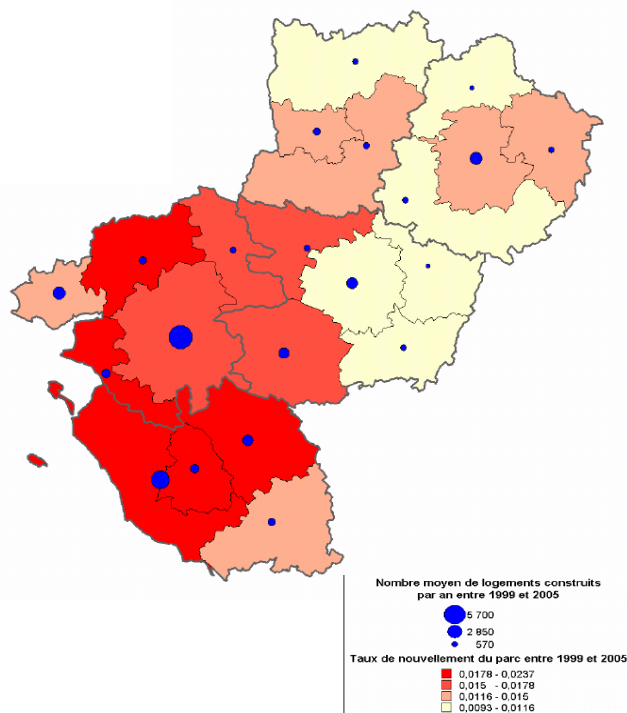 Nombre moyen de logements construits
par an entre 1999 et 2005
5 700
2 850
570
Taux de nouvellement du parc entre 1999 et 2005
0,0178 - 0,0237
0,015 - 0,0178
0,0116 - 0,015
0,0093 - 0,0116